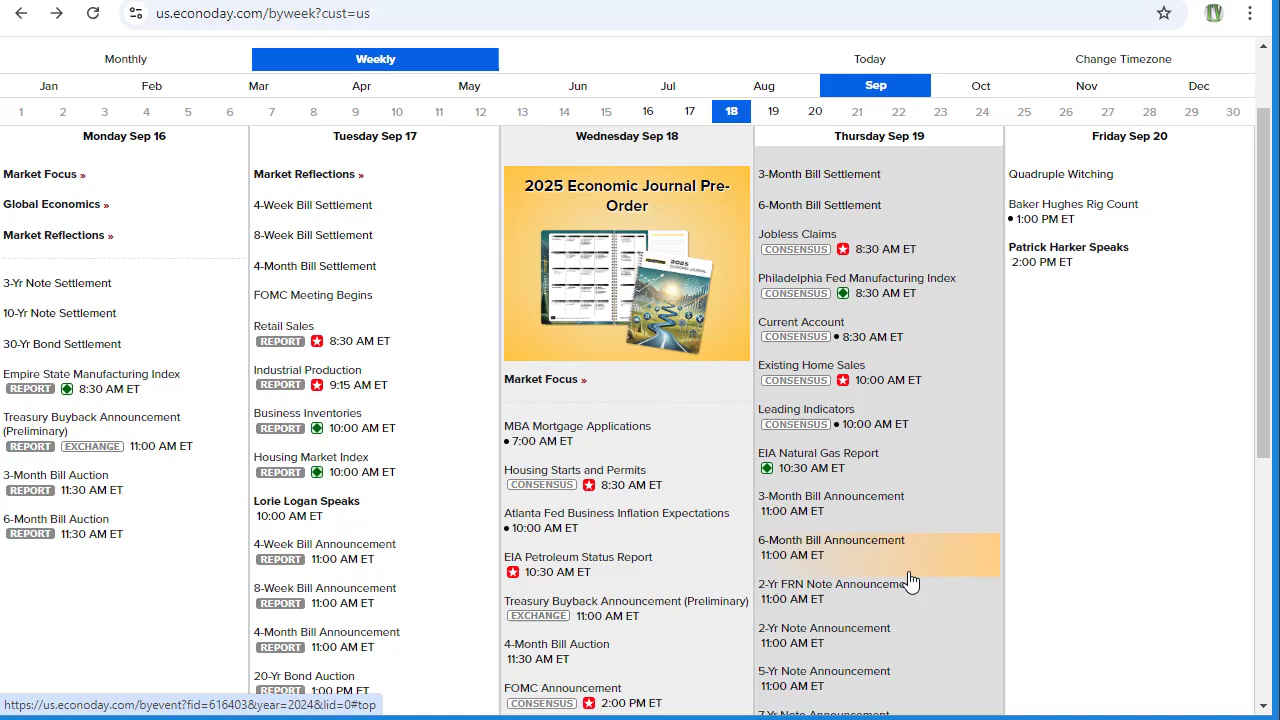 us.econoday.com/byweek?cust=us
Monthly
Weekly
Today
Change Timezone
Jan Feb Mar Apr May Jun Jul Aug Sep Oct Nov Dec
1 2 3 4 5 6 7 8 9 10 11 12 13 14 15 16 17 18 19 20 21 22 23 24 25 26 27 28 29 30
Monday Sep 16
Market Focus »
Global Economics »
Market Reflections »
3-Yr Note Settlement
10-Yr Note Settlement
30-Yr Bond Settlement
Empire State Manufacturing Index
REPORT 8:30 AM ET
Treasury Buyback Announcement
(Preliminary)
REPORT EXCHANGE 11:00 AM ET
3-Month Bill Auction
REPORT 11:30 AM ET
6-Month Bill Auction
REPORT 11:30 AM ET
Tuesday Sep 17
Market Reflections »
4-Week Bill Settlement
8-Week Bill Settlement
4-Month Bill Settlement
FOMC Meeting Begins
Retail Sales
REPORT 8:30 AM ET
Industrial Production
REPORT 9:15 AM ET
Business Inventories
REPORT 10:00 AM ET
Housing Market Index
REPORT 10:00 AM ET
Lorie Logan Speaks
10:00 AM ET
4-Week Bill Announcement
REPORT 11:00 AM ET
8-Week Bill Announcement
REPORT 11:00 AM ET
4-Month Bill Announcement
REPORT 11:00 AM ET
20-Yr Bond Auction
REPORT 1:00 PM ET
Wednesday Sep 18
2025 Economic Journal Pre-
Order
2025
ECONOMIC JOURNAL
Market Focus »
MBA Mortgage Applications
• 7:00 AM ET
Housing Starts and Permits
CONSENSUS 8:30 AM ET
Atlanta Fed Business Inflation Expectations
• 10:00 AM ET
EIA Petroleum Status Report
10:30 AM ET
Treasury Buyback Announcement (Preliminary)
EXCHANGE 11:00 AM ET
4-Month Bill Auction
11:30 AM ET
FOMC Announcement
CONSENSUS 2:00 PM ET
Thursday Sep 19
3-Month Bill Settlement
6-Month Bill Settlement
Jobless Claims
CONSENSUS 8:30 AM ET
Philadelphia Fed Manufacturing Index
CONSENSUS 8:30 AM ET
Current Account
CONSENSUS • 8:30 AM ET
Existing Home Sales
CONSENSUS 10:00 AM ET
Leading Indicators
CONSENSUS • 10:00 AM ET
EIA Natural Gas Report
10:30 AM ET
3-Month Bill Announcement
11:00 AM ET
6-Month Bill Announcement
11:00 AM ET
2-Yr FRN Note Announceme
11:00 AM ET
2-Yr Note Announcement
11:00 AM ET
5-Yr Note Announcement
11:00 AM ET
7-Yr Note Announcement
Friday Sep 20
Quadruple Witching
Baker Hughes Rig Count
• 1:00 PM ET
Patrick Harker Speaks
2:00 PM ET
https://us.econoday.com/byevent?fid=616403&year=2024&lid=0#top